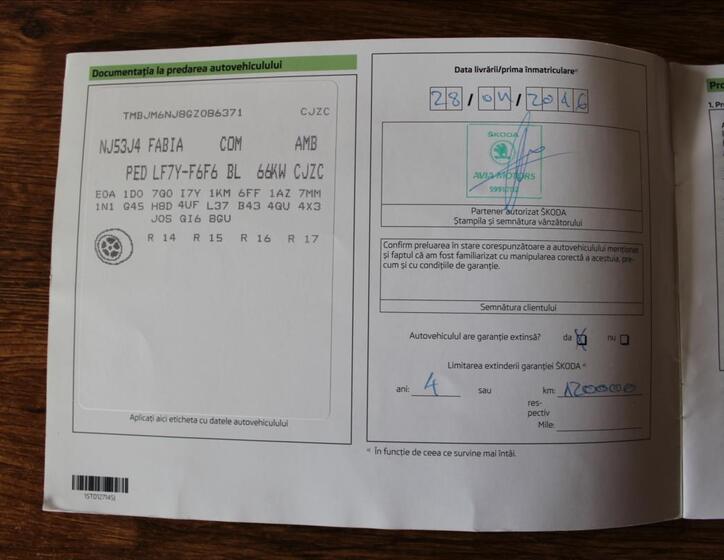 Documentația la predarea autovehiculului
TMBJM6NJ8GZ0B6371 CJZC
NJ53J4 FABIA COM AMB
PED LF7Y-F6F6 BL 66KW CJZC
E0A 1D0 7Q0 I7Y 1KM 6FF 1AZ 7MM
1N1 G4S H8D 4UF L37 B43 4QU 4X3
J0S QI6 8GU
R 14 R 15 R 16 R 17
Aplicați aici eticheta cu datele autovehiculului
Data livrării/prima înmatriculare*⁾
28 / 04 / 2016
ŠKODA
AVIA MOTORS
Partener autorizat ŠKODA
Ștampila și semnătura vânzătorului
Confirm preluarea în stare corespunzătoare a autovehiculului menționat
și faptul că am fost familiarizat cu manipularea corectă a acestuia, pre-
cum și cu condițiile de garanție.
Semnătura clientului
Autovehiculul are garanție extinsă? da X nu
Limitarea extinderii garanției ŠKODA *⁾
ani: 4 sau km: 120000
res-
pectiv
Mile:
*⁾ În funcție de ceea ce survine mai întâi.